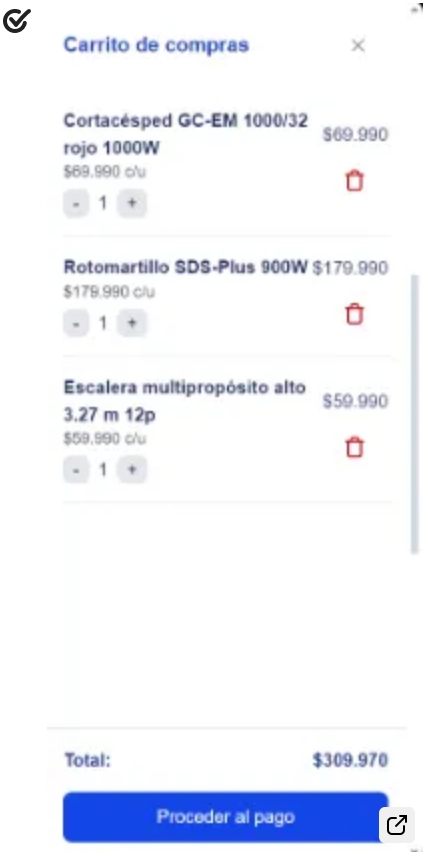 Carrito de compras
Cortacésped GC-EM 1000/32 $69.990
rojo 1000W
$69.990 c/u
- 1 +
Rotomartillo SDS-Plus 900W $179.990
$179.990 c/u
- 1 +
Escalera multipropósito alto $59.990
3.27 m 12p
$59.990 c/u
- 1 +
Total: $309.970
Proceder al pago